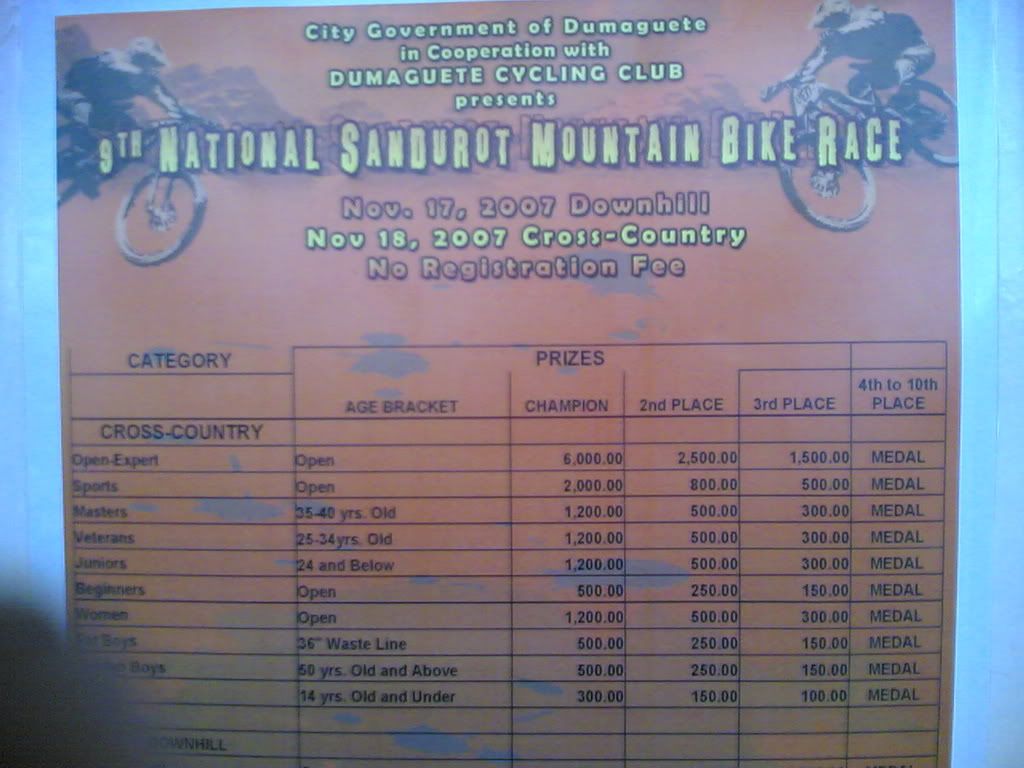 City Government of Dumaguete
in Cooperation with
DUMAGUETE CYCLING CLUB
presents
9TH NATIONAL SANDUROT MOUNTAIN BIKE RACE
Nov. 17, 2007 Downhill
Nov 18, 2007 Cross-Country
No Registration Fee
CATEGORY PRIZES
AGE BRACKET CHAMPION 2nd PLACE 3rd PLACE 4th to 10th PLACE
CROSS-COUNTRY
Open-Expert Open 6,000.00 2,500.00 1,500.00 MEDAL
Sports Open 2,000.00 800.00 500.00 MEDAL
Masters 35-40 yrs. Old 1,200.00 500.00 300.00 MEDAL
Veterans 25-34yrs. Old 1,200.00 500.00 300.00 MEDAL
Juniors 24 and Below 1,200.00 500.00 300.00 MEDAL
Beginners Open 500.00 250.00 150.00 MEDAL
Women Open 1,200.00 500.00 300.00 MEDAL
Fat Boys 36" Waste Line 500.00 250.00 150.00 MEDAL
Boys 50 yrs. Old and Above 500.00 250.00 150.00 MEDAL
14 yrs. Old and Under 300.00 150.00 100.00 MEDAL
DOWNHILL